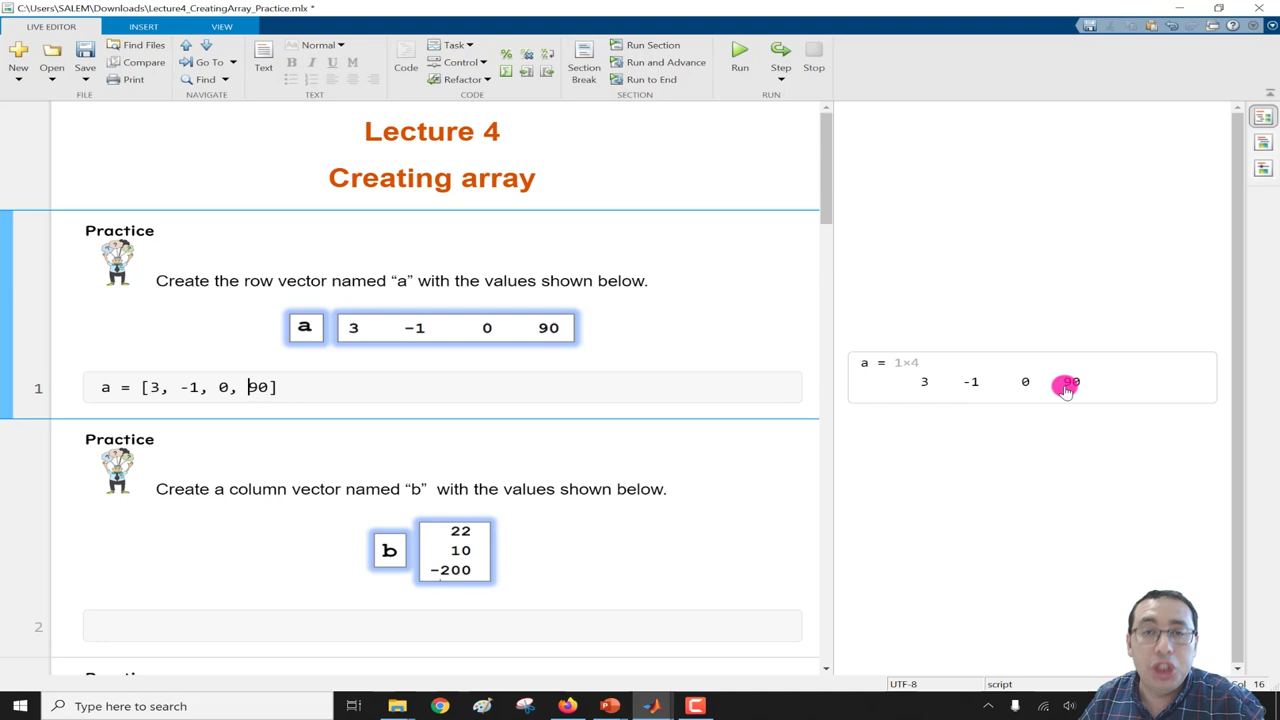 C:\Users\SALEM\Downloads\Lecture4_CreatingArray_Practice.mlx *
LIVE EDITOR INSERT VIEW
New Open Save
Find Files
Compare
Print
Go To
Find
Text
Normal
B I U M
Code
Task
Control
Refactor
Section
Break
Run Section
Run and Advance
Run to End
Run Step Stop
FILE NAVIGATE TEXT CODE SECTION RUN
Lecture 4
Creating array
Practice
Create the row vector named “a” with the values shown below.
a 3 -1 0 90
1 a = [3, -1, 0, 90]
a = 1×4
3 -1 0 90
Practice
Create a column vector named “b” with the values shown below.
b
22
10
-200
2
UTF-8 script Col 16
Type here to search